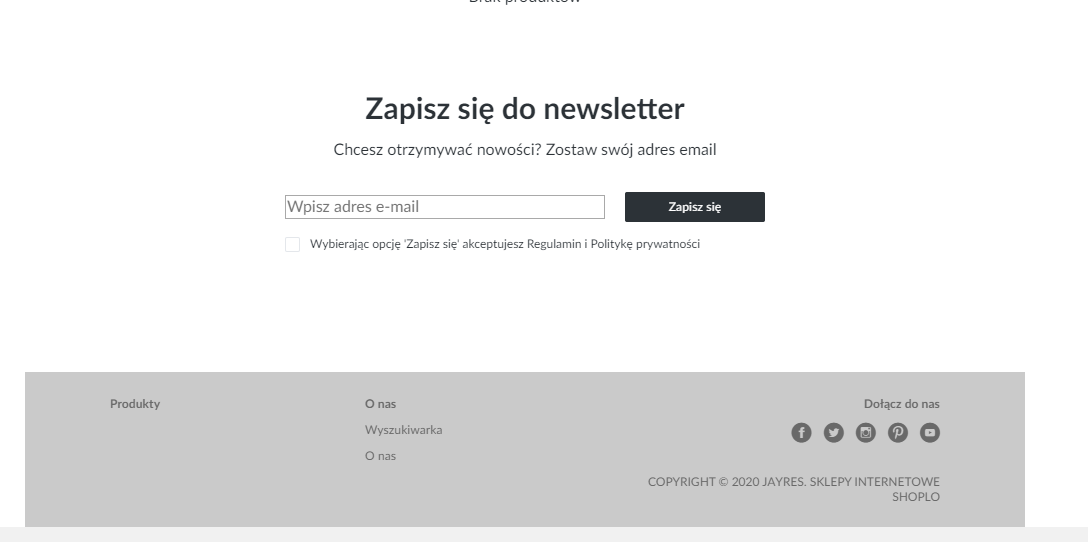 Brak produktów
Zapisz się do newsletter
Chcesz otrzymywać nowości? Zostaw swój adres email
Wpisz adres e-mail
Zapisz się
Wybierając opcję 'Zapisz się' akceptujesz Regulamin i Politykę prywatności
Produkty
O nas
Wyszukiwarka
O nas
Dołącz do nas
COPYRIGHT © 2020 JAYRES. SKLEPY INTERNETOWE
SHOPLO